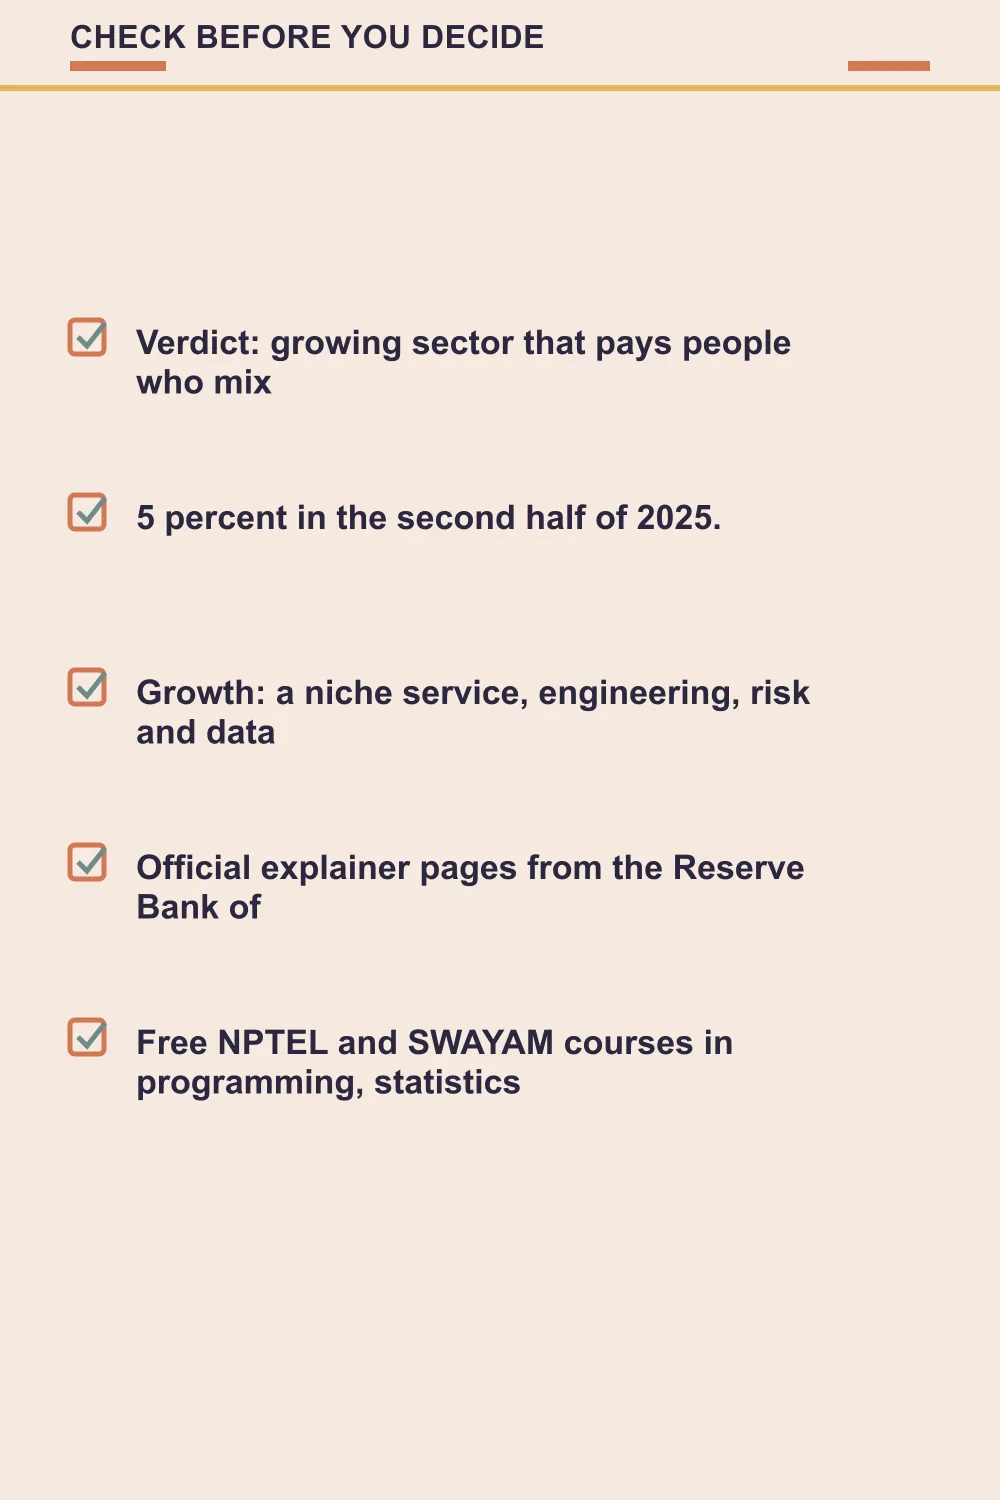 CHECK BEFORE YOU DECIDE
Verdict: growing sector that pays people
who mix
5 percent in the second half of 2025.
Growth: a niche service, engineering, risk
and data
Official explainer pages from the Reserve
Bank of
Free NPTEL and SWAYAM courses in
programming, statistics